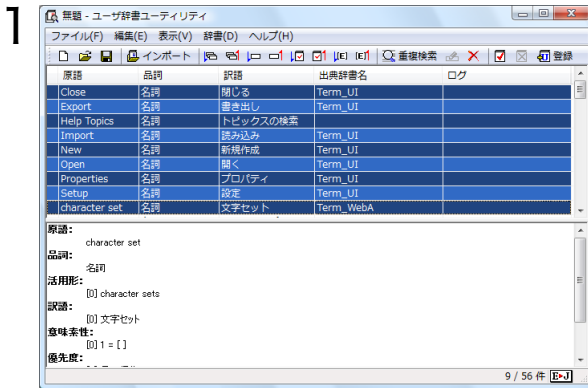 1
無題 - ユーザ辞書ユーティリティ
ファイル(F) 編集(E) 表示(V) 辞書(D) ヘルプ(H)
インポート 重複検索 登録
原語 品詞 訳語 出典辞書名 ログ
Close 名詞 閉じる Term_UI
Export 名詞 書き出し Term_UI
Help Topics 名詞 トピックスの検索
Import 名詞 読み込み Term_UI
New 名詞 新規作成 Term_UI
Open 名詞 開く Term_UI
Properties 名詞 プロパティ Term_UI
Setup 名詞 設定 Term_UI
character set 名詞 文字セット Term_WebA
原語:
character set
品詞:
名詞
活用形:
[0] character sets
訳語:
[0] 文字セット
意味素性:
[0] 1 = [ ]
優先度:
9 / 56 件 E▸J